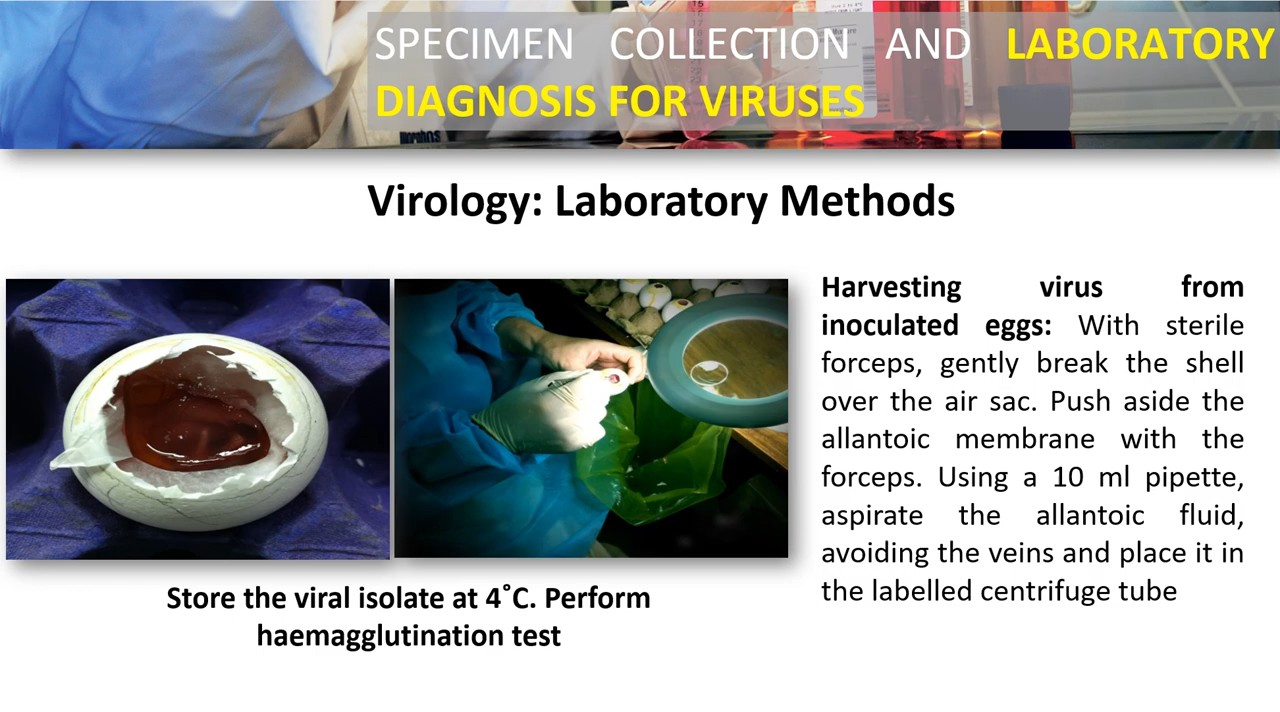 SPECIMEN COLLECTION AND LABORATORY
DIAGNOSIS FOR VIRUSES
Virology: Laboratory Methods
Harvesting virus from
inoculated eggs: With sterile
forceps, gently break the shell
over the air sac. Push aside the
allantoic membrane with the
forceps. Using a 10 ml pipette,
aspirate the allantoic fluid,
avoiding the veins and place it in
the labelled centrifuge tube
Store the viral isolate at 4˚C. Perform
haemagglutination test